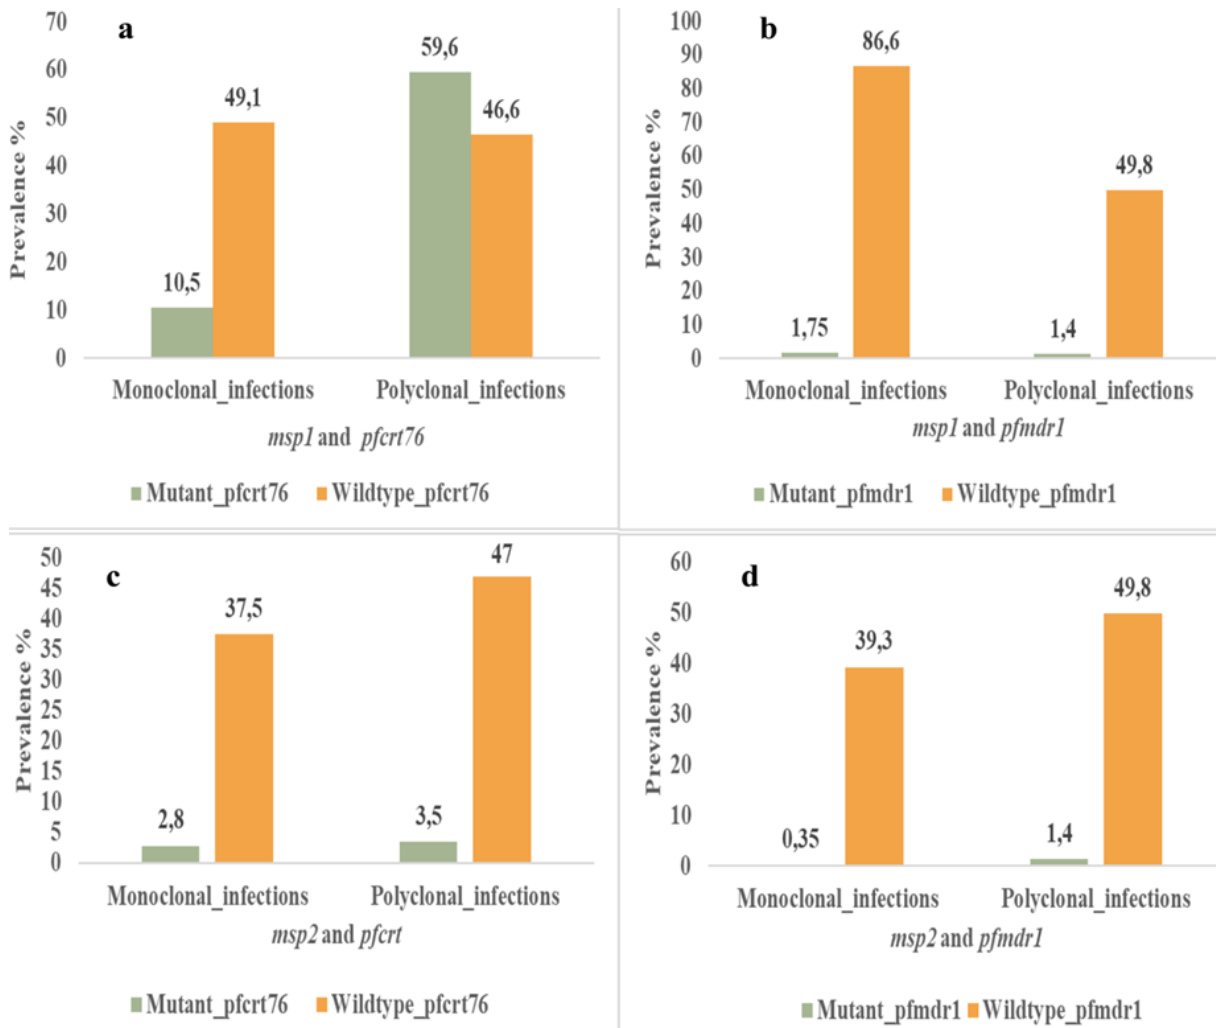 a
Prevalence %
70
60
50
40
30
20
10
0
10,5
49,1
59,6
46,6
Monoclonal_infections Polyclonal_infections
msp1 and pfcrt76
Mutant_pfcrt76 Wildtype_pfcrt76
b
Prevalence %
100
90
80
70
60
50
40
30
20
10
0
1,75
86,6
1,4
49,8
Monoclonal_infections Polyclonal_infections
msp1 and pfmdr1
Mutant_pfmdr1 Wildtype_pfmdr1
c
Prevalence %
50
45
40
35
30
25
20
15
10
5
0
2,8
37,5
3,5
47
Monoclonal_infections Polyclonal_infections
msp2 and pfcrt
Mutant_pfcrt76 Wildtype_pfcrt76
d
Prevalence %
60
50
40
30
20
10
0
0,35
39,3
1,4
49,8
Monoclonal_infections Polyclonal_infections
msp2 and pfmdr1
Mutant_pfmdr1 Wildtype_pfmdr1